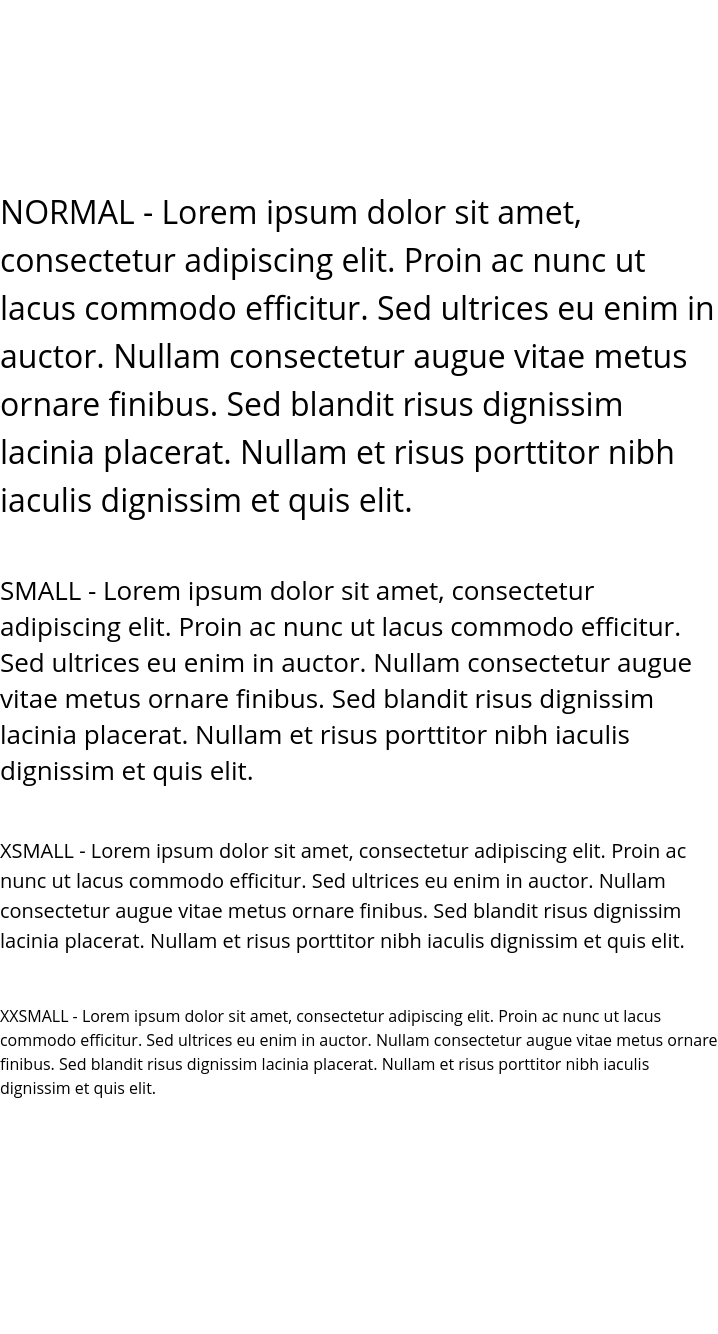 NORMAL - Lorem ipsum dolor sit amet,
consectetur adipiscing elit. Proin ac nunc ut
lacus commodo efficitur. Sed ultrices eu enim in
auctor. Nullam consectetur augue vitae metus
ornare finibus. Sed blandit risus dignissim
lacinia placerat. Nullam et risus porttitor nibh
iaculis dignissim et quis elit.
SMALL - Lorem ipsum dolor sit amet, consectetur
adipiscing elit. Proin ac nunc ut lacus commodo efficitur.
Sed ultrices eu enim in auctor. Nullam consectetur augue
vitae metus ornare finibus. Sed blandit risus dignissim
lacinia placerat. Nullam et risus porttitor nibh iaculis
dignissim et quis elit.
XSMALL - Lorem ipsum dolor sit amet, consectetur adipiscing elit. Proin ac
nunc ut lacus commodo efficitur. Sed ultrices eu enim in auctor. Nullam
consectetur augue vitae metus ornare finibus. Sed blandit risus dignissim
lacinia placerat. Nullam et risus porttitor nibh iaculis dignissim et quis elit.
XXSMALL - Lorem ipsum dolor sit amet, consectetur adipiscing elit. Proin ac nunc ut lacus
commodo efficitur. Sed ultrices eu enim in auctor. Nullam consectetur augue vitae metus ornare
finibus. Sed blandit risus dignissim lacinia placerat. Nullam et risus porttitor nibh iaculis
dignissim et quis elit.